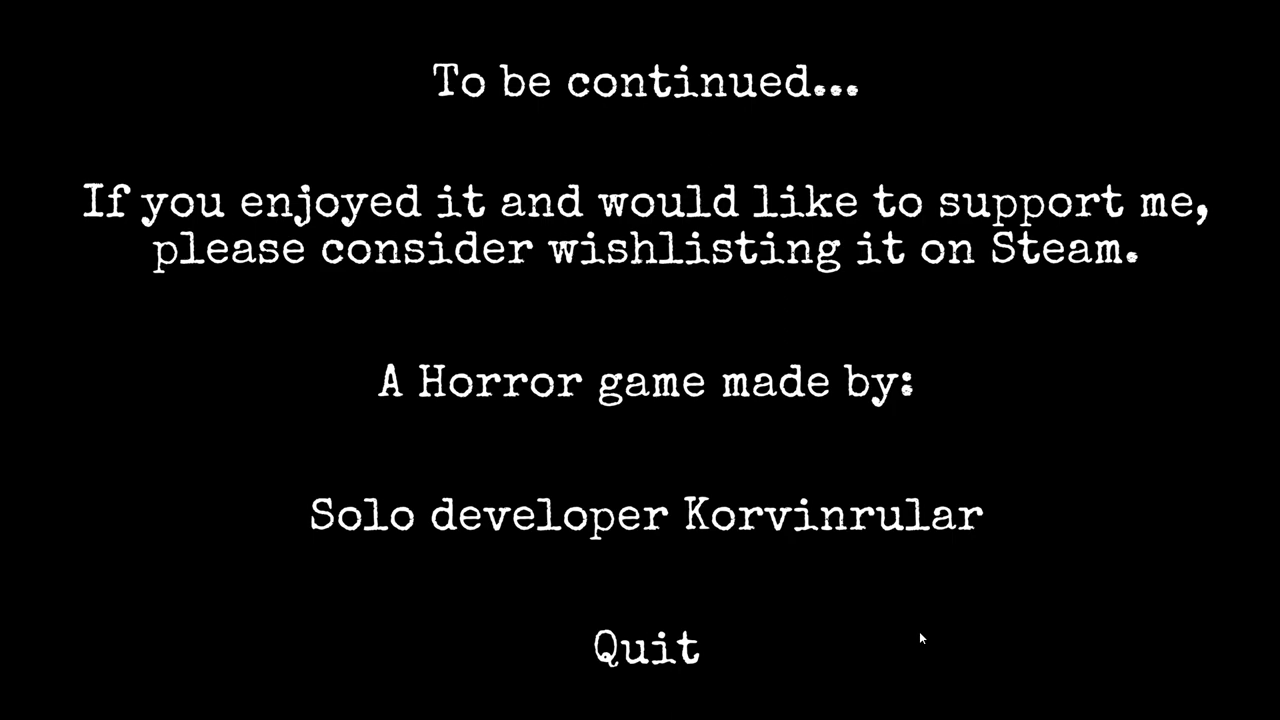 To be continued...
If you enjoyed it and would like to support me,
please consider wishlisting it on Steam.
A Horror game made by:
Solo developer Korvinrular
Quit